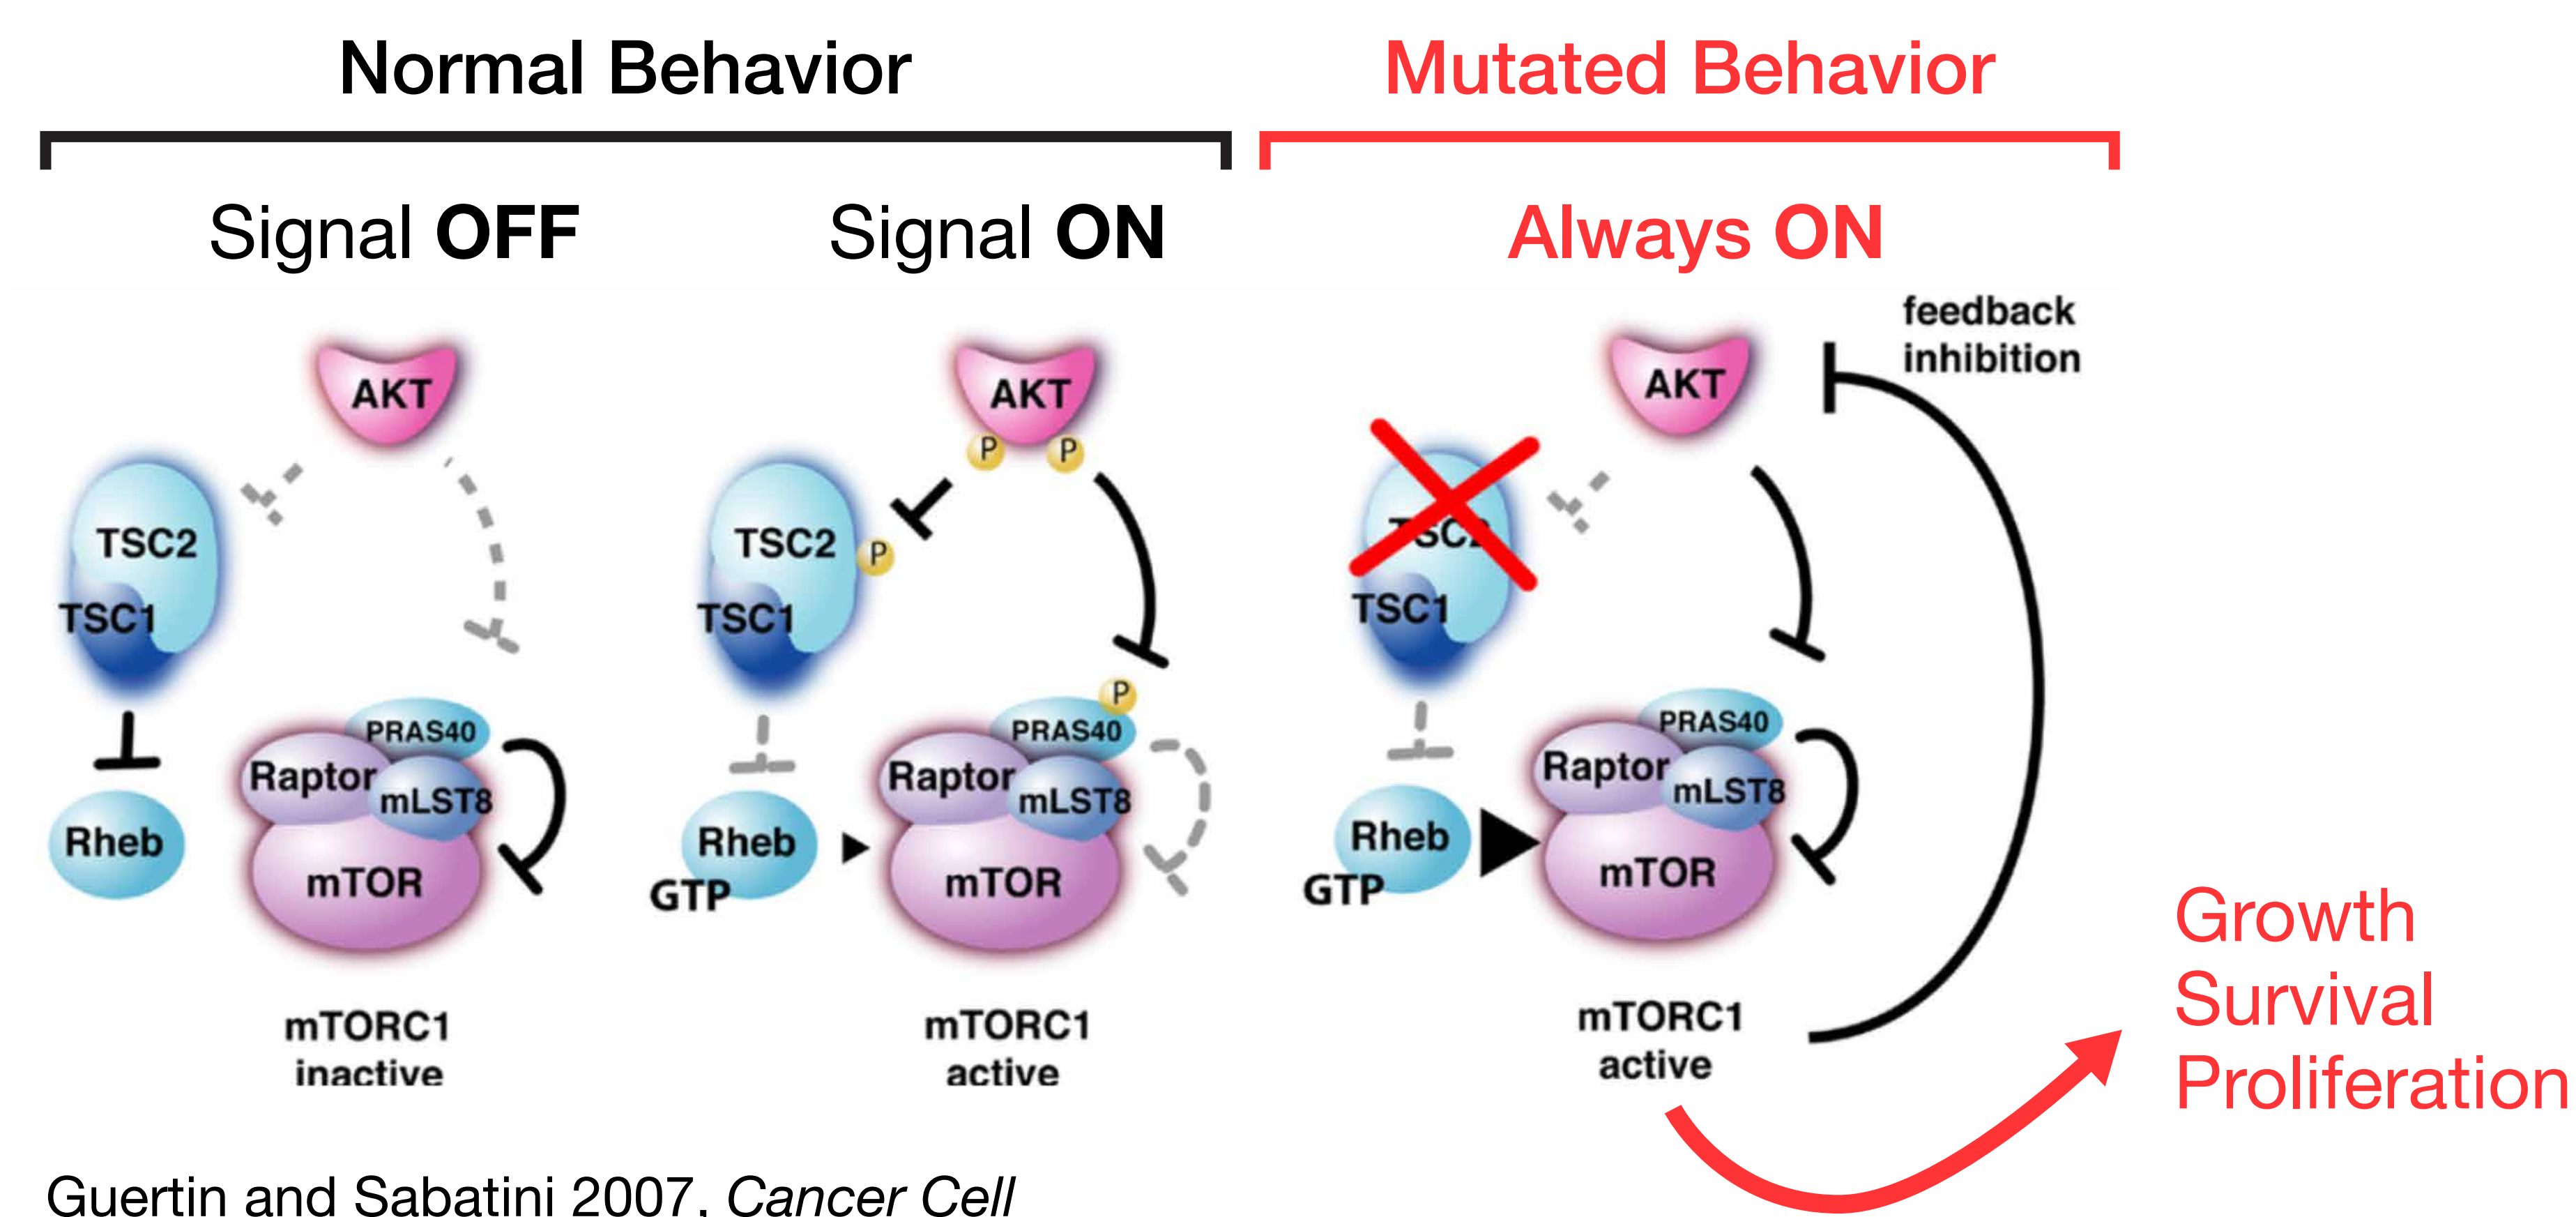 Normal Behavior
Mutated Behavior
Signal OFF
Signal ON
Always ON
AKT
TSC2
TSC1
PRAS40
Raptor
mLST8
Rheb
mTOR
mTORC1
inactive
AKT
P
P
TSC2
P
TSC1
P
PRAS40
Raptor
mLST8
Rheb
GTP
mTOR
mTORC1
active
feedback
inhibition
AKT
TSC2
TSC1
PRAS40
Raptor
mLST8
Rheb
GTP
mTOR
mTORC1
active
Growth
Survival
Proliferation
Guertin and Sabatini 2007, Cancer Cell